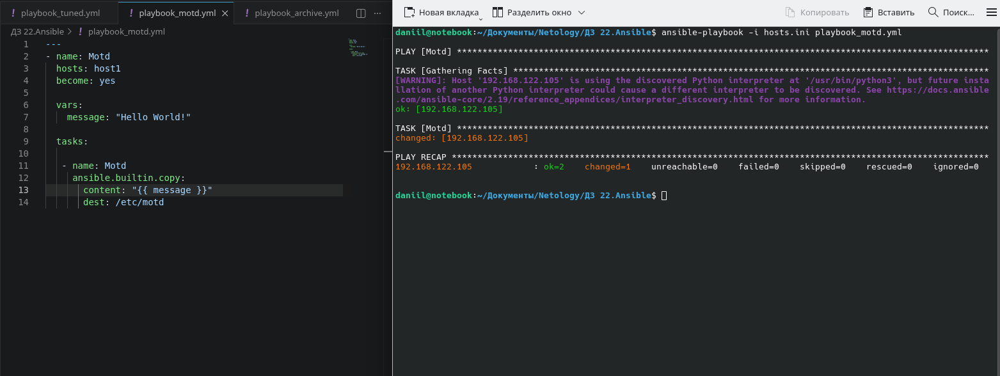 playbook_tuned.yml
playbook_motd.yml
playbook_archive.yml
ДЗ 22.Ansible > playbook_motd.yml
1 ---
2 - name: Motd
3 hosts: host1
4 become: yes
5
6 vars:
7 message: "Hello World!"
8
9 tasks:
10
11 - name: Motd
12 ansible.builtin.copy:
13 content: "{{ message }}"
14 dest: /etc/motd
Новая вкладка
Разделить окно
Копировать
Вставить
Поиск...
daniil@notebook:~/Документы/Netology/ДЗ 22.Ansible$ ansible-playbook -i hosts.ini playbook_motd.yml
PLAY [Motd] ********************************************************************************************************
TASK [Gathering Facts] *********************************************************************************************
[WARNING]: Host '192.168.122.105' is using the discovered Python interpreter at '/usr/bin/python3', but future insta
llation of another Python interpreter could cause a different interpreter to be discovered. See https://docs.ansible
.com/ansible-core/2.19/reference_appendices/interpreter_discovery.html for more information.
ok: [192.168.122.105]
TASK [Motd] ********************************************************************************************************
changed: [192.168.122.105]
PLAY RECAP *********************************************************************************************************
192.168.122.105 : ok=2 changed=1 unreachable=0 failed=0 skipped=0 rescued=0 ignored=0
daniil@notebook:~/Документы/Netology/ДЗ 22.Ansible$